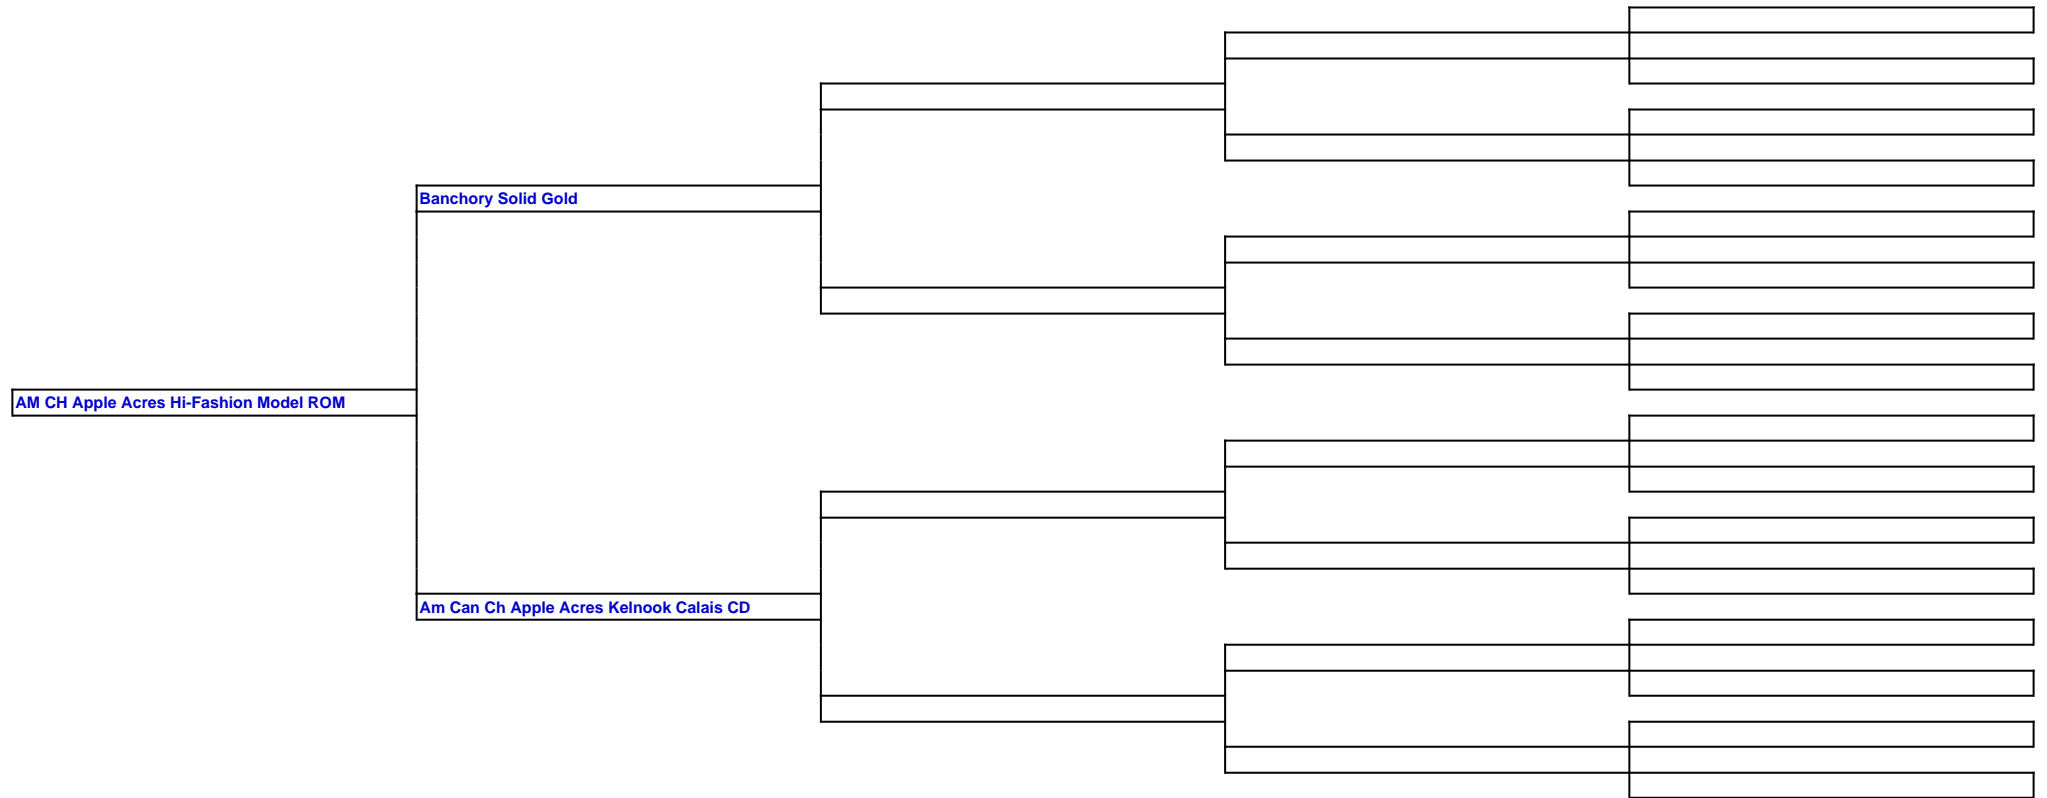 Banchory Solid Gold
AM CH Apple Acres Hi-Fashion Model ROM
Am Can Ch Apple Acres Kelnook Calais CD